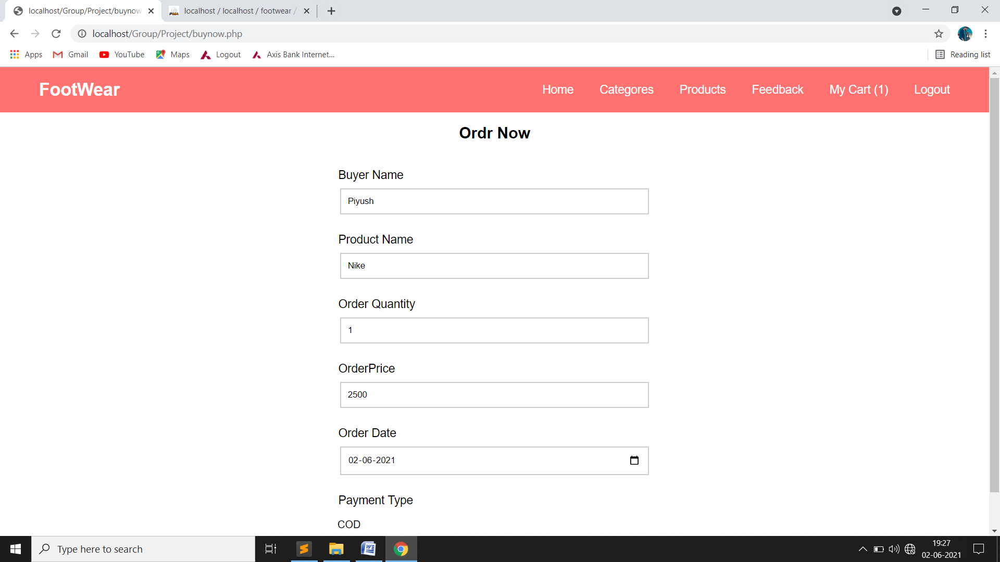 localhost/Group/Project/buynow
localhost / localhost / footwear /
localhost/Group/Project/buynow.php
Apps Gmail YouTube Maps Logout Axis Bank Internet... Reading list
FootWear Home Categores Products Feedback My Cart (1) Logout
Ordr Now
Buyer Name
Piyush
Product Name
Nike
Order Quantity
1
OrderPrice
2500
Order Date
02-06-2021
Payment Type
COD
Type here to search
19:27
02-06-2021